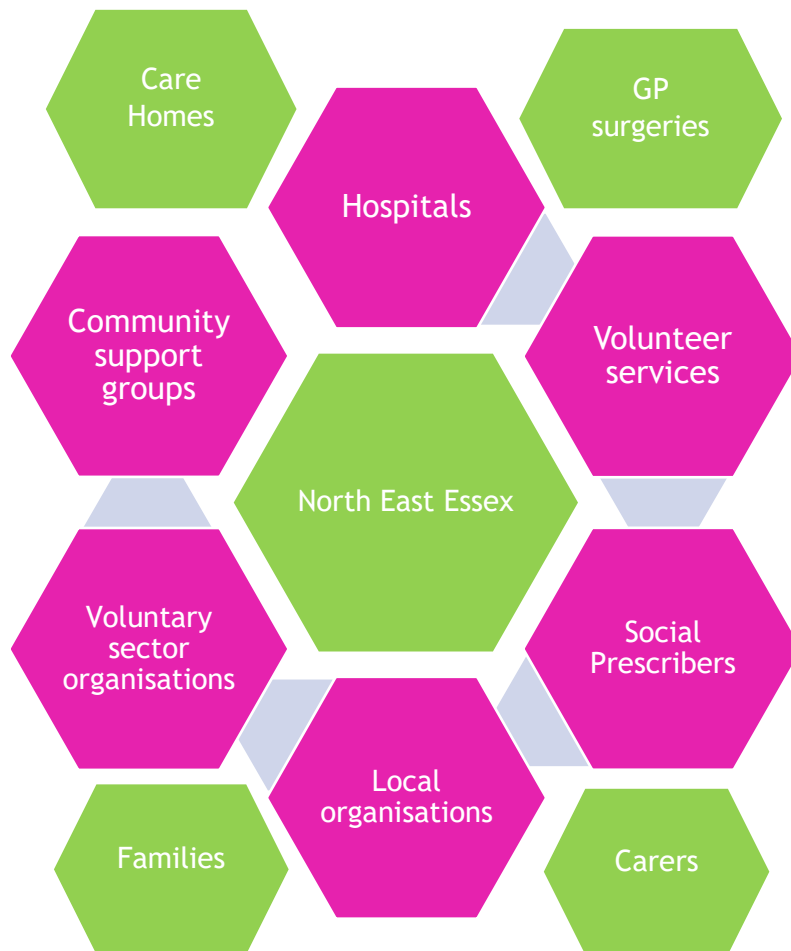 Care
Homes
GP
surgeries
Hospitals
Community
support
groups
Volunteer
services
North East Essex
Voluntary
sector
organisations
Social
Prescribers
Local
organisations
Families
Carers